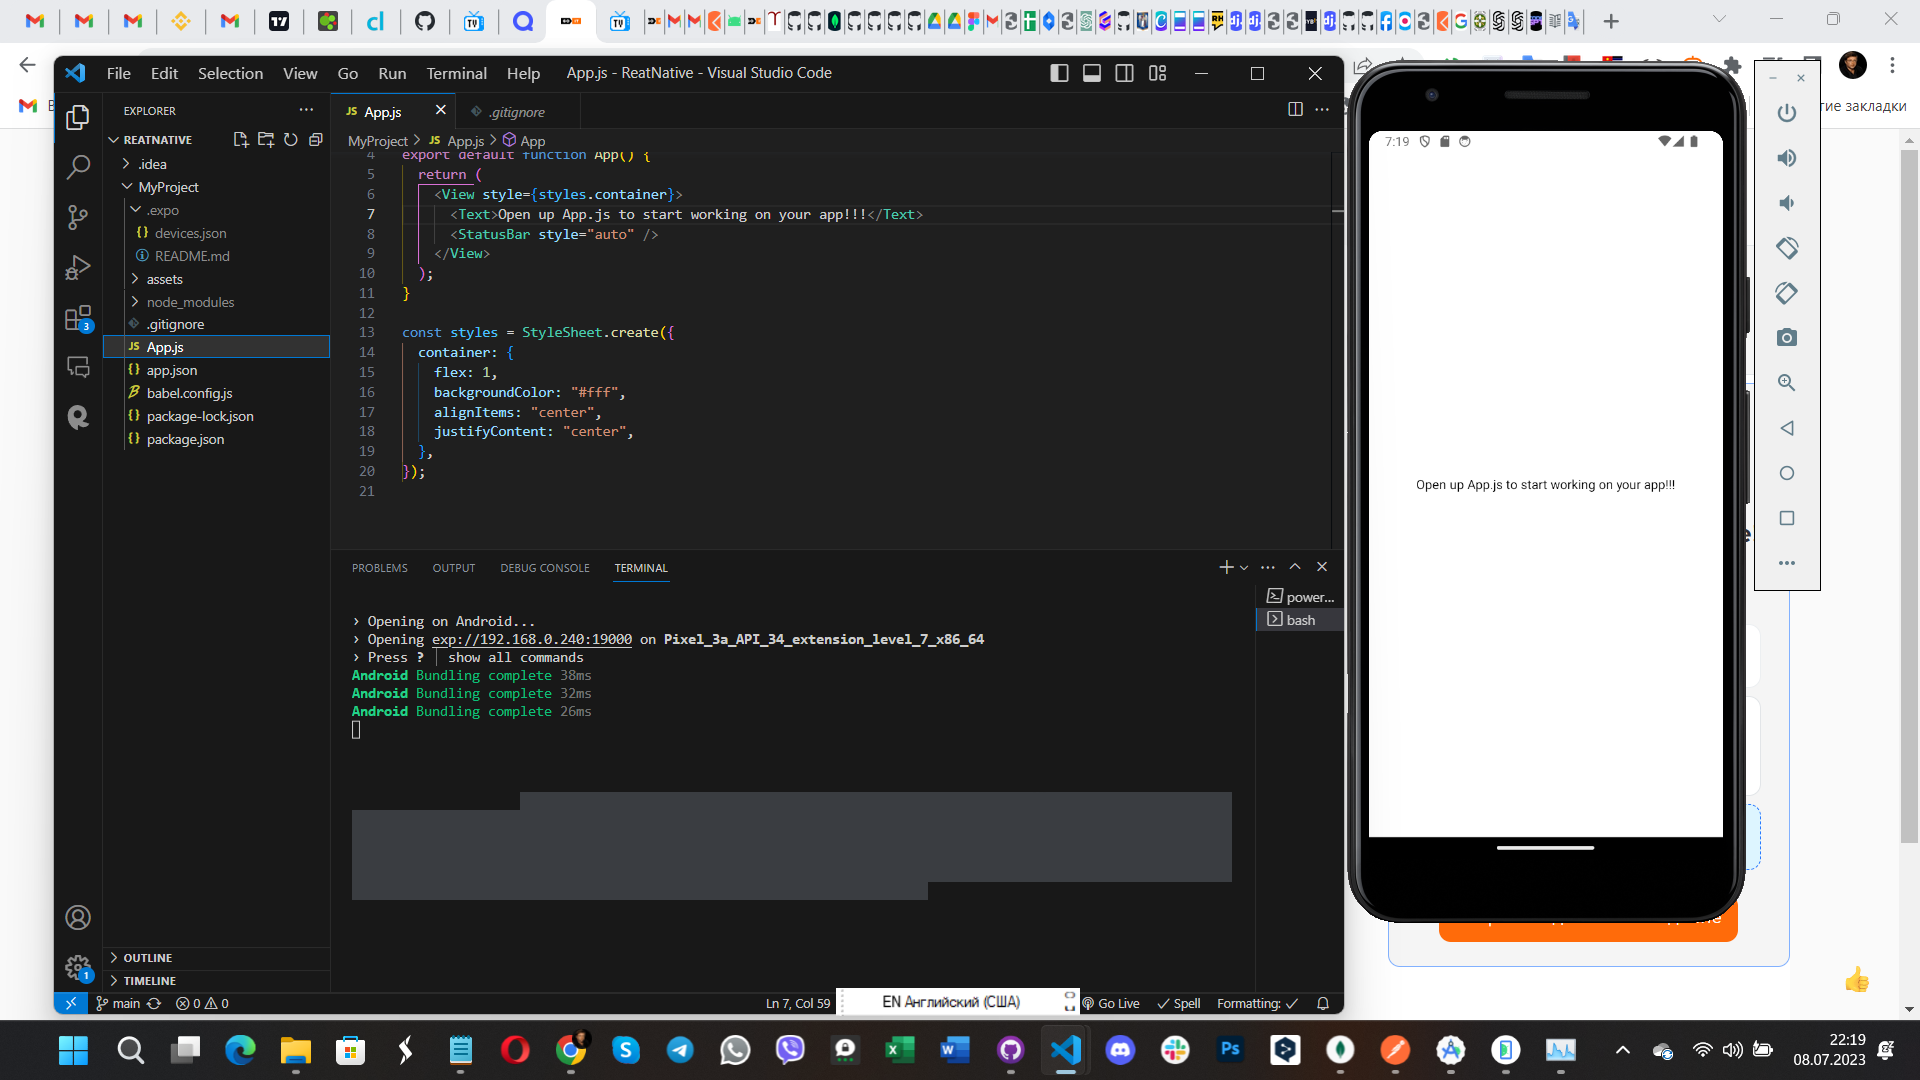 File Edit Selection View Go Run Terminal Help App.js - ReatNative - Visual Studio Code
EXPLORER
REATNATIVE
.idea
MyProject
.expo
devices.json
README.md
assets
node_modules
.gitignore
App.js
app.json
babel.config.js
package-lock.json
package.json
OUTLINE
TIMELINE
App.js .gitignore
MyProject > JS App.js > App
4 export default function App() {
5 return (
6 <View style={styles.container}>
7 <Text>Open up App.js to start working on your app!!!</Text>
8 <StatusBar style="auto" />
9 </View>
10 );
11 }
12
13 const styles = StyleSheet.create({
14 container: {
15 flex: 1,
16 backgroundColor: "#fff",
17 alignItems: "center",
18 justifyContent: "center",
19 },
20 });
21
PROBLEMS OUTPUT DEBUG CONSOLE TERMINAL
› Opening on Android...
› Opening exp://192.168.0.240:19000 on Pixel_3a_API_34_extension_level_7_x86_64
› Press ? │ show all commands
Android Bundling complete 38ms
Android Bundling complete 32ms
Android Bundling complete 26ms
power...
bash
main 0 0 Ln 7, Col 59 EN Английский (США) Go Live Spell Formatting:
7:19
Open up App.js to start working on your app!!!
закладки
22:19
08.07.2023